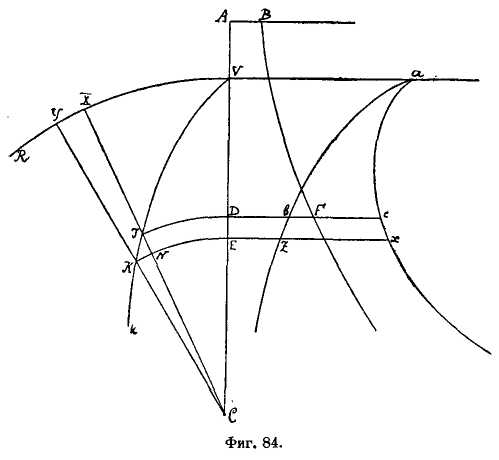 A B
V a
X
Y
R
D b F c
I
E Z x
K N
k
C
Фиг. 84.